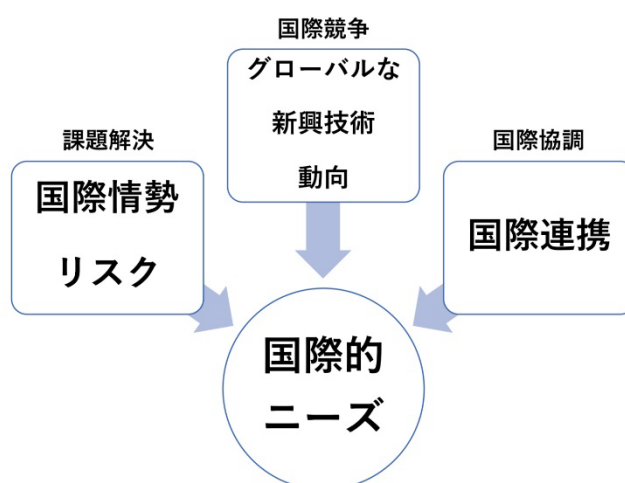 国際競争
グローバルな
新興技術
動向
課題解決
国際情勢
リスク
国際協調
国際連携
国際的
ニーズ